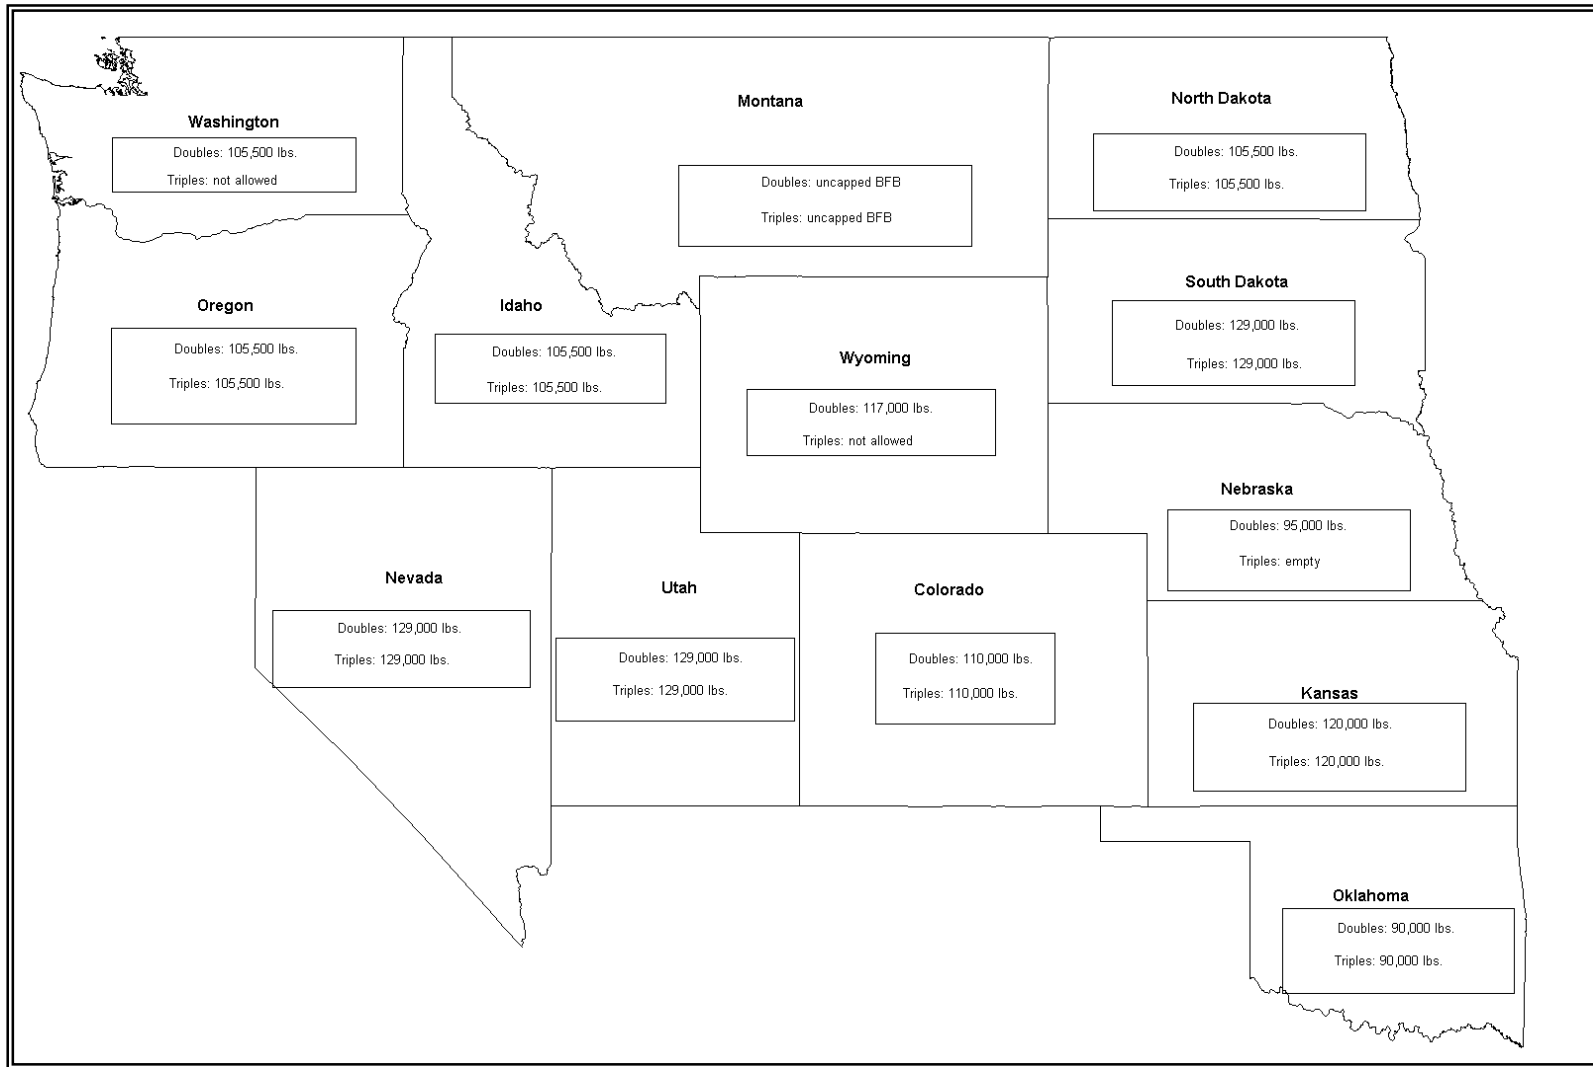 Washington
Doubles: 105,500 lbs.
Triples: not allowed
Montana
Doubles: uncapped BFB
Triples: uncapped BFB
North Dakota
Doubles: 105,500 lbs.
Triples: 105,500 lbs.
Oregon
Doubles: 105,500 lbs.
Triples: 105,500 lbs.
Idaho
Doubles: 105,500 lbs.
Triples: 105,500 lbs.
Wyoming
Doubles: 117,000 lbs.
Triples: not allowed
South Dakota
Doubles: 129,000 lbs.
Triples: 129,000 lbs.
Nebraska
Doubles: 95,000 lbs.
Triples: empty
Nevada
Doubles: 129,000 lbs.
Triples: 129,000 lbs.
Utah
Doubles: 129,000 lbs.
Triples: 129,000 lbs.
Colorado
Doubles: 110,000 lbs.
Triples: 110,000 lbs.
Kansas
Doubles: 120,000 lbs.
Triples: 120,000 lbs.
Oklahoma
Doubles: 90,000 lbs.
Triples: 90,000 lbs.